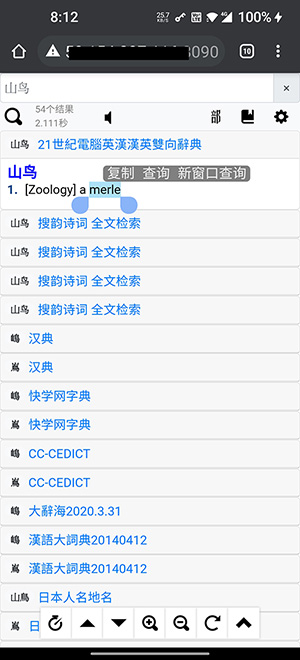 8:12
25.7 KB/S
100%
:8090
10
山鸟
×
54个结果
2.111秒
部
山鸟 21世紀電腦英漢漢英雙向辭典
山鸟
复制 查询 新窗口查询
1. [Zoology] a merle
山鸟 搜韵诗词 全文检索
山鸟 搜韵诗词 全文检索
山鸟 搜韵诗词 全文检索
山鸟 搜韵诗词 全文检索
嶋 汉典
嶌 汉典
嶋 快学网字典
嶌 快学网字典
嶋 CC-CEDICT
嶌 CC-CEDICT
嶋 大辭海2020.3.31
嶋 漢語大詞典20140412
嶌 漢語大詞典20140412
山鳥 日本人名地名
嶌 日